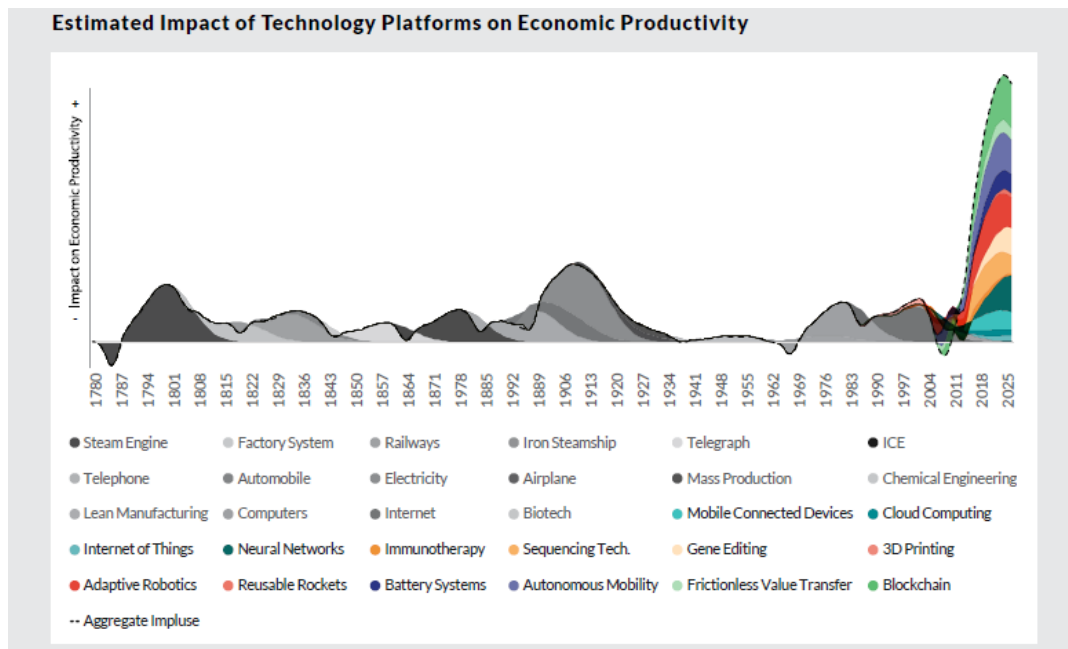 Estimated Impact of Technology Platforms on Economic Productivity
- Impact on Economic Productivity +
1780 1787 1794 1801 1808 1815 1822 1829 1836 1843 1850 1857 1864 1871 1978 1885 1992 1889 1906 1913 1920 1927 1934 1941 1948 1955 1962 1969 1976 1983 1990 1997 2004 2011 2018 2025
Steam Engine Factory System Railways Iron Steamship Telegraph ICE
Telephone Automobile Electricity Airplane Mass Production Chemical Engineering
Lean Manufacturing Computers Internet Biotech Mobile Connected Devices Cloud Computing
Internet of Things Neural Networks Immunotherapy Sequencing Tech. Gene Editing 3D Printing
Adaptive Robotics Reusable Rockets Battery Systems Autonomous Mobility Frictionless Value Transfer Blockchain
-- Aggregate Impluse